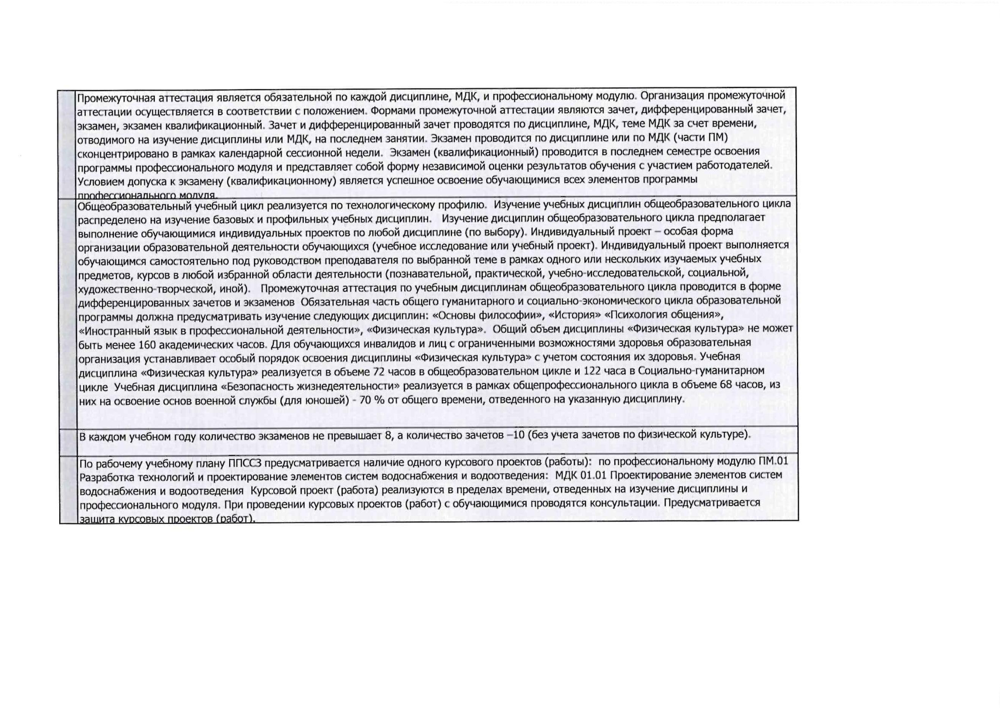 Промежуточная аттестация является обязательной по каждой дисциплине, МДК, и профессиональному модулю. Организация промежуточной
аттестации осуществляется в соответствии с положением. Формами промежуточной аттестации являются зачет, дифференцированный зачет,
экзамен, экзамен квалификационный. Зачет и дифференцированный зачет проводятся по дисциплине, МДК, теме МДК за счет времени,
отводимого на изучение дисциплины или МДК, на последнем занятии. Экзамен проводится по дисциплине или по МДК (части ПМ)
сконцентрировано в рамках календарной сессионной недели. Экзамен (квалификационный) проводится в последнем семестре освоения
программы профессионального модуля и представляет собой форму независимой оценки результатов обучения с участием работодателей.
Условием допуска к экзамену (квалификационному) является успешное освоение обучающимися всех элементов программы
профессионального модуля.
Общеобразовательный учебный цикл реализуется по технологическому профилю. Изучение учебных дисциплин общеобразовательного цикла
распределено на изучение базовых и профильных учебных дисциплин. Изучение дисциплин общеобразовательного цикла предполагает
выполнение обучающимися индивидуальных проектов по любой дисциплине (по выбору). Индивидуальный проект – особая форма
организации образовательной деятельности обучающихся (учебное исследование или учебный проект). Индивидуальный проект выполняется
обучающимся самостоятельно под руководством преподавателя по выбранной теме в рамках одного или нескольких изучаемых учебных
предметов, курсов в любой избранной области деятельности (познавательной, практической, учебно-исследовательской, социальной,
художественно-творческой, иной). Промежуточная аттестация по учебным дисциплинам общеобразовательного цикла проводится в форме
дифференцированных зачетов и экзаменов Обязательная часть общего гуманитарного и социально-экономического цикла образовательной
программы должна предусматривать изучение следующих дисциплин: «Основы философии», «История» «Психология общения»,
«Иностранный язык в профессиональной деятельности», «Физическая культура». Общий объем дисциплины «Физическая культура» не может
быть менее 160 академических часов. Для обучающихся инвалидов и лиц с ограниченными возможностями здоровья образовательная
организация устанавливает особый порядок освоения дисциплины «Физическая культура» с учетом состояния их здоровья. Учебная
дисциплина «Физическая культура» реализуется в объеме 72 часов в общеобразовательном цикле и 122 часа в Социально-гуманитарном
цикле Учебная дисциплина «Безопасность жизнедеятельности» реализуется в рамках общепрофессионального цикла в объеме 68 часов, из
них на освоение основ военной службы (для юношей) - 70 % от общего времени, отведенного на указанную дисциплину.
В каждом учебном году количество экзаменов не превышает 8, а количество зачетов –10 (без учета зачетов по физической культуре).
По рабочему учебному плану ППССЗ предусматривается наличие одного курсового проектов (работы): по профессиональному модулю ПМ.01
Разработка технологий и проектирование элементов систем водоснабжения и водоотведения: МДК 01.01 Проектирование элементов систем
водоснабжения и водоотведения Курсовой проект (работа) реализуются в пределах времени, отведенных на изучение дисциплины и
профессионального модуля. При проведении курсовых проектов (работ) с обучающимися проводятся консультации. Предусматривается
защита курсовых проектов (работ).